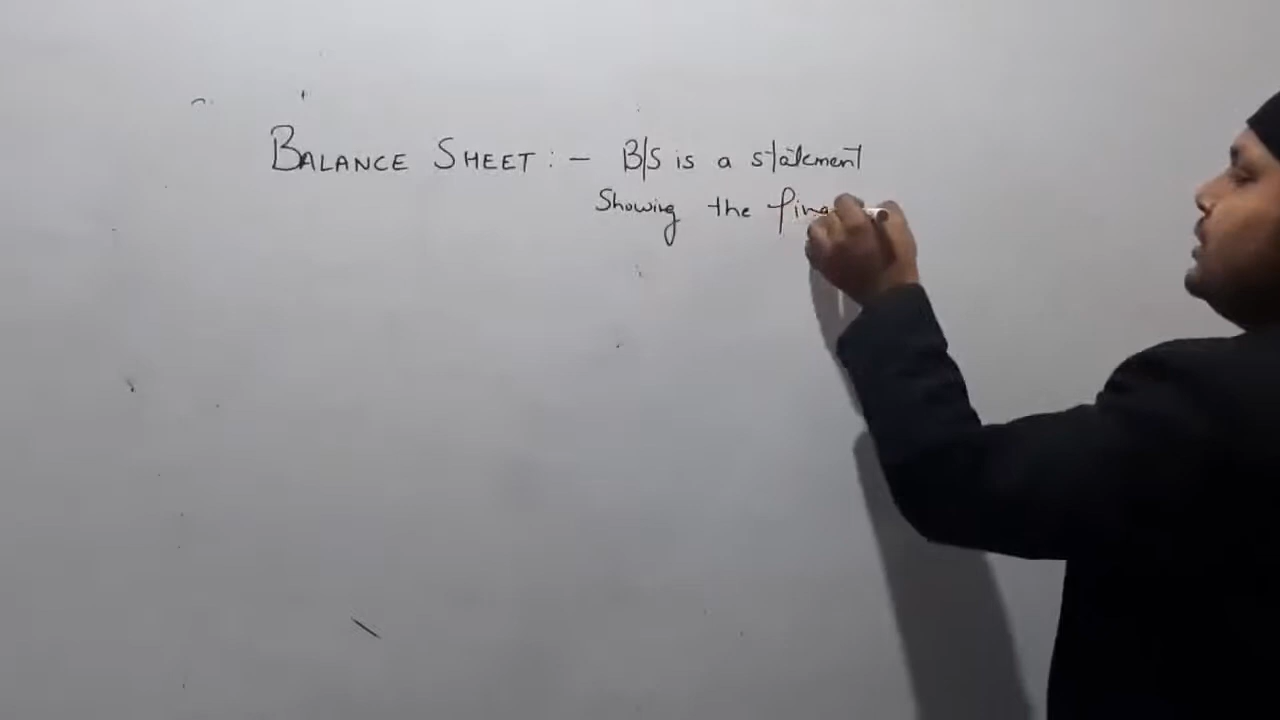 BALANCE SHEET :- B/S is a statement
Showing the